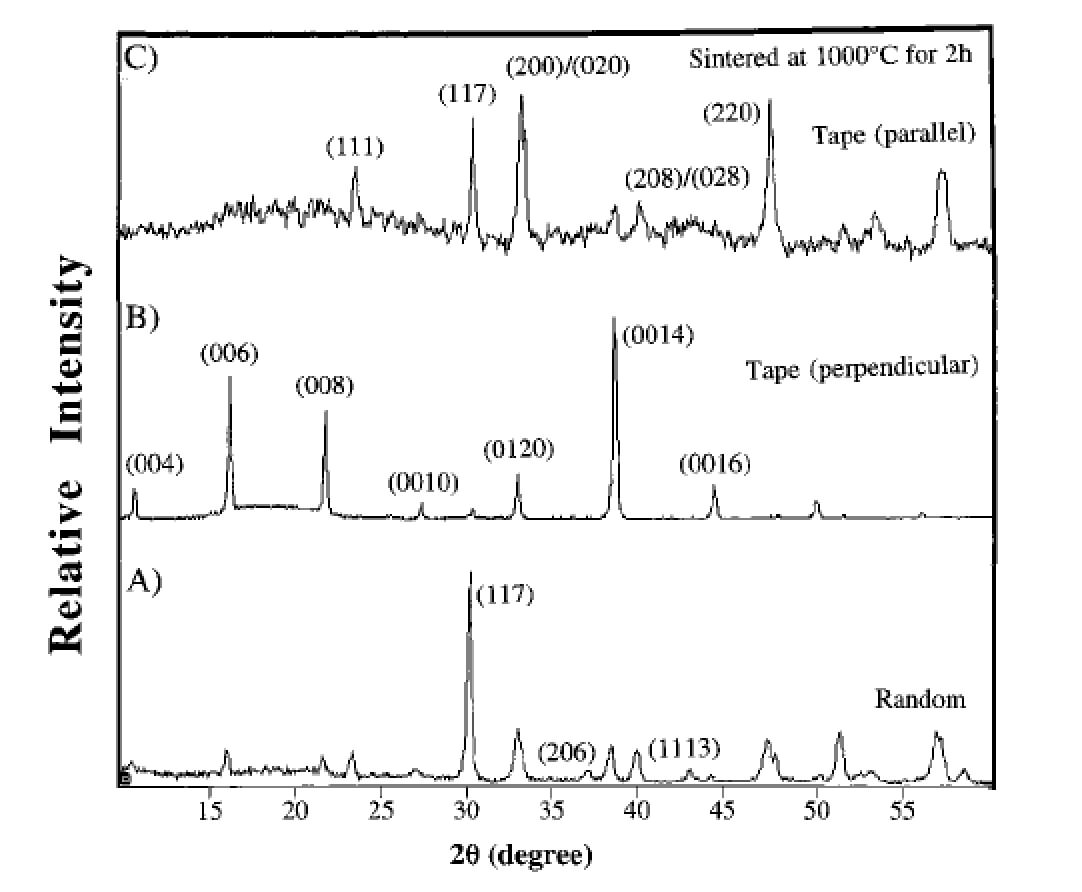 C)
(200)/(020)
Sintered at 1000°C for 2h
(117)
(220)
Tape (parallel)
(111)
(208)/(028)
B)
(0014)
(006)
Tape (perpendicular)
(008)
(0120)
(004)
(0016)
(0010)
A)
(117)
Random
(206)
(1113)
15 20 25 30 35 40 45 50 55
2θ (degree)
Relative Intensity